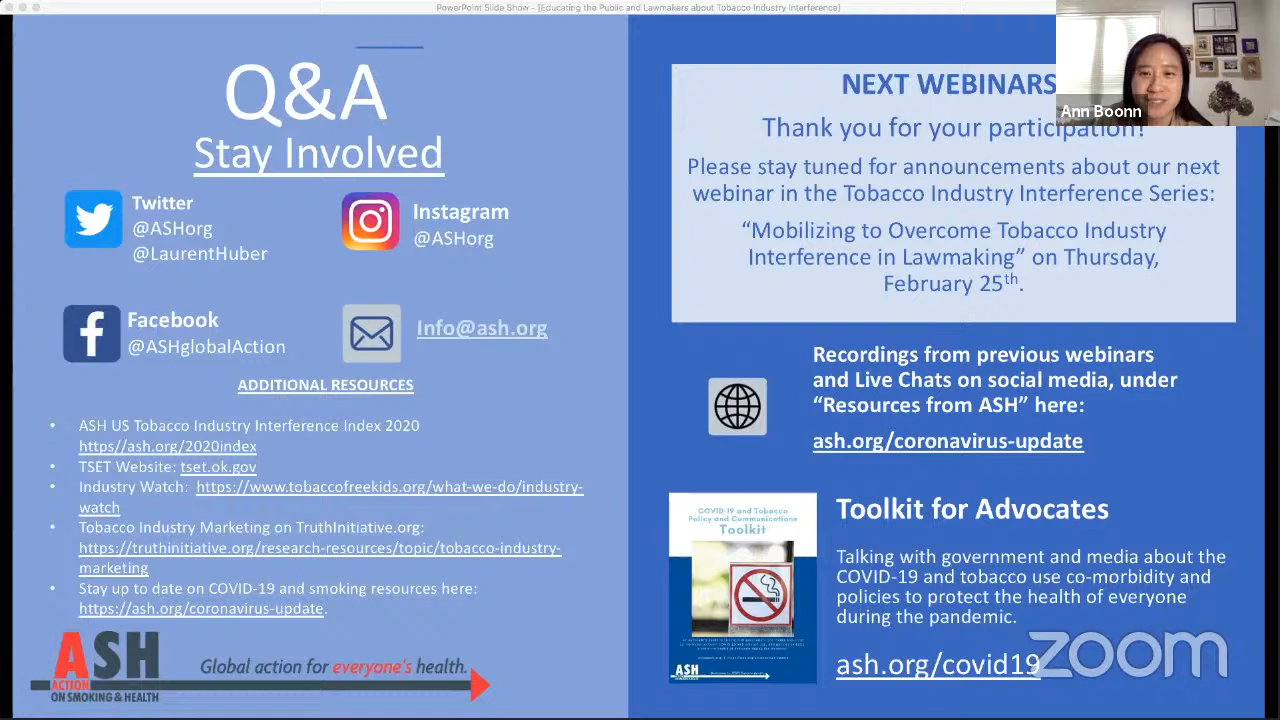 PowerPoint Slide Show - [Educating the Public and Lawmakers about Tobacco Industry Interference]
Q&A
Stay Involved
Twitter
@ASHorg
@LaurentHuber
Instagram
@ASHorg
Facebook
@ASHglobalAction
Info@ash.org
ADDITIONAL RESOURCES
• ASH US Tobacco Industry Interference Index 2020
https//ash.org/2020index
• TSET Website: tset.ok.gov
• Industry Watch: https://www.tobaccofreekids.org/what-we-do/industry-
watch
• Tobacco Industry Marketing on TruthInitiative.org:
https://truthinitiative.org/research-resources/topic/tobacco-industry-
marketing
• Stay up to date on COVID-19 and smoking resources here:
https://ash.org/coronavirus-update.
ASH
ACTION
ON SMOKING & HEALTH
Global action for everyone's health.
NEXT WEBINARS
Thank you for your participation!
Please stay tuned for announcements about our next
webinar in the Tobacco Industry Interference Series:
“Mobilizing to Overcome Tobacco Industry
Interference in Lawmaking” on Thursday,
February 25th.
Ann Boonn
Recordings from previous webinars
and Live Chats on social media, under
“Resources from ASH” here:
ash.org/coronavirus-update
COVID-19 and Tobacco
Policy and Communications
Toolkit
ASH
Toolkit for Advocates
Talking with government and media about the
COVID-19 and tobacco use co-morbidity and
policies to protect the health of everyone
during the pandemic.
ash.org/covid19
zoom